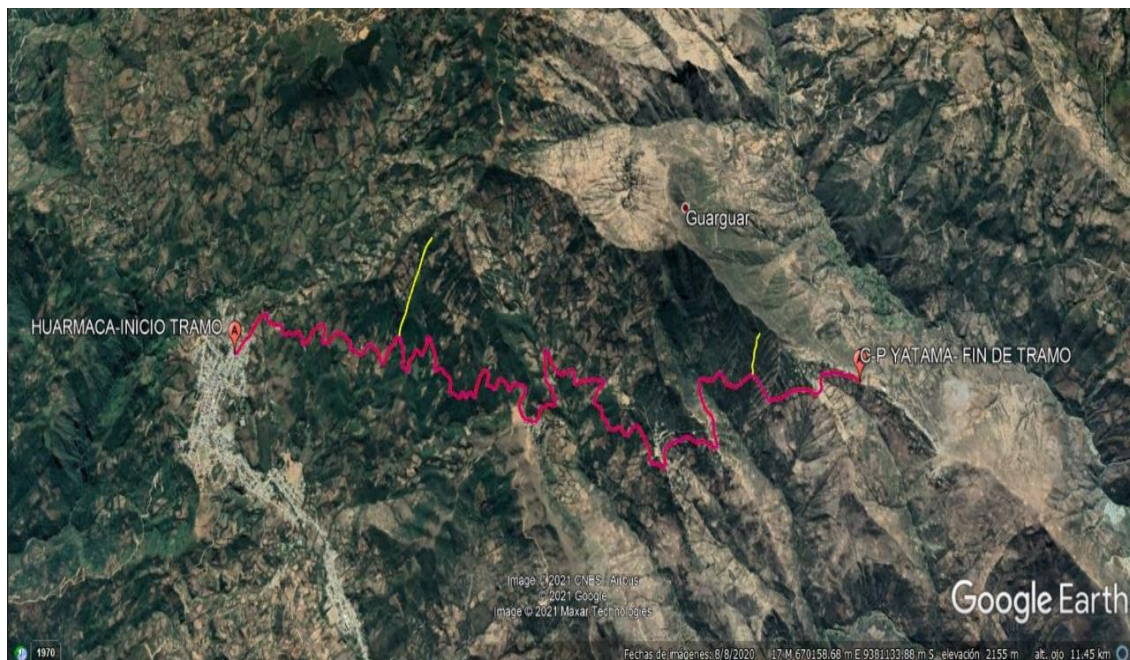 Guarguar
HUARMACA-INICIO TRAMO
A
C-P YATAMA- FIN DE TRAMO
Image © 2021 CNES / Airbus
© 2021 Google
Image © 2021 Maxar Technologies
Google Earth
1970
Fechas de imágenes: 8/8/2020 17 M 670158.68 m E 9381133.88 m S elevación 2155 m alt. ojo 11.45 km